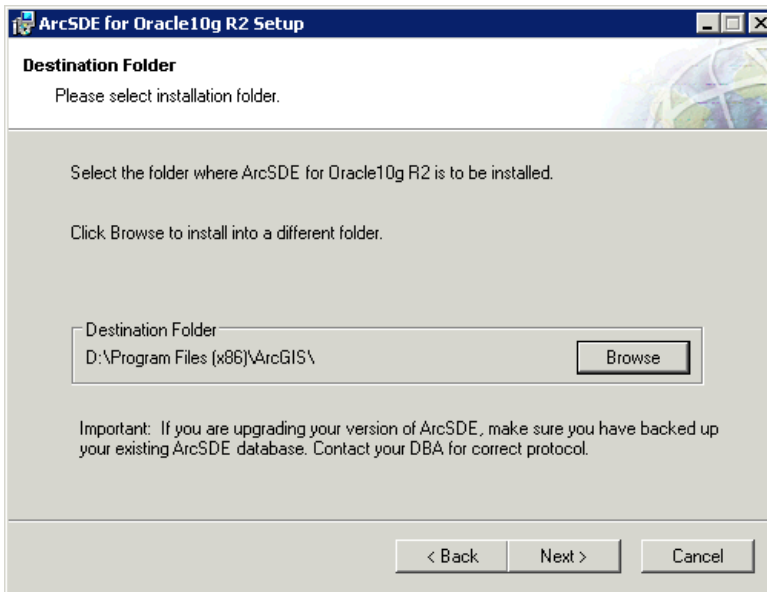 ArcSDE for Oracle10g R2 Setup
Destination Folder
Please select installation folder.
Select the folder where ArcSDE for Oracle10g R2 is to be installed.
Click Browse to install into a different folder.
Destination Folder
D:\Program Files (x86)\ArcGIS\
Browse
Important:  If you are upgrading your version of ArcSDE, make sure you have backed up
your existing ArcSDE database. Contact your DBA for correct protocol.
< Back
Next >
Cancel